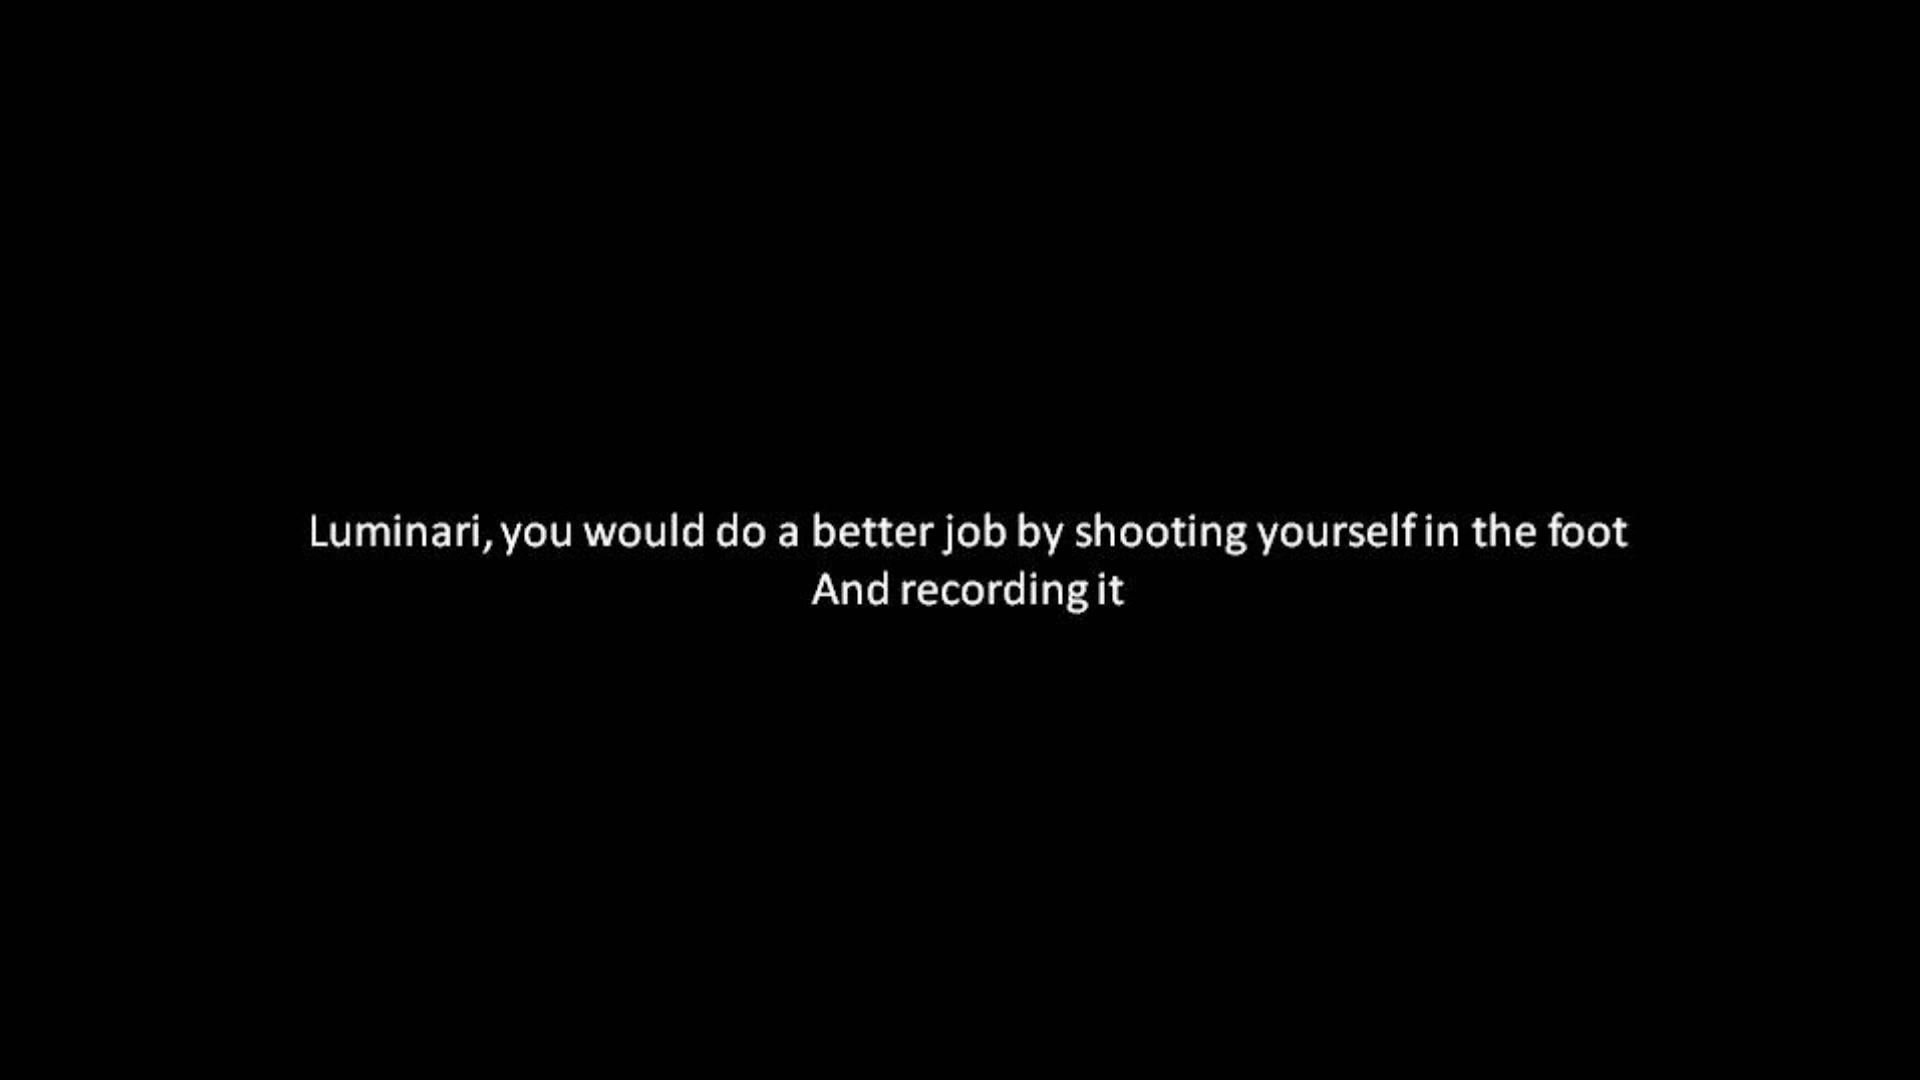 Luminari, you would do a better job by shooting yourself in the foot
And recording it